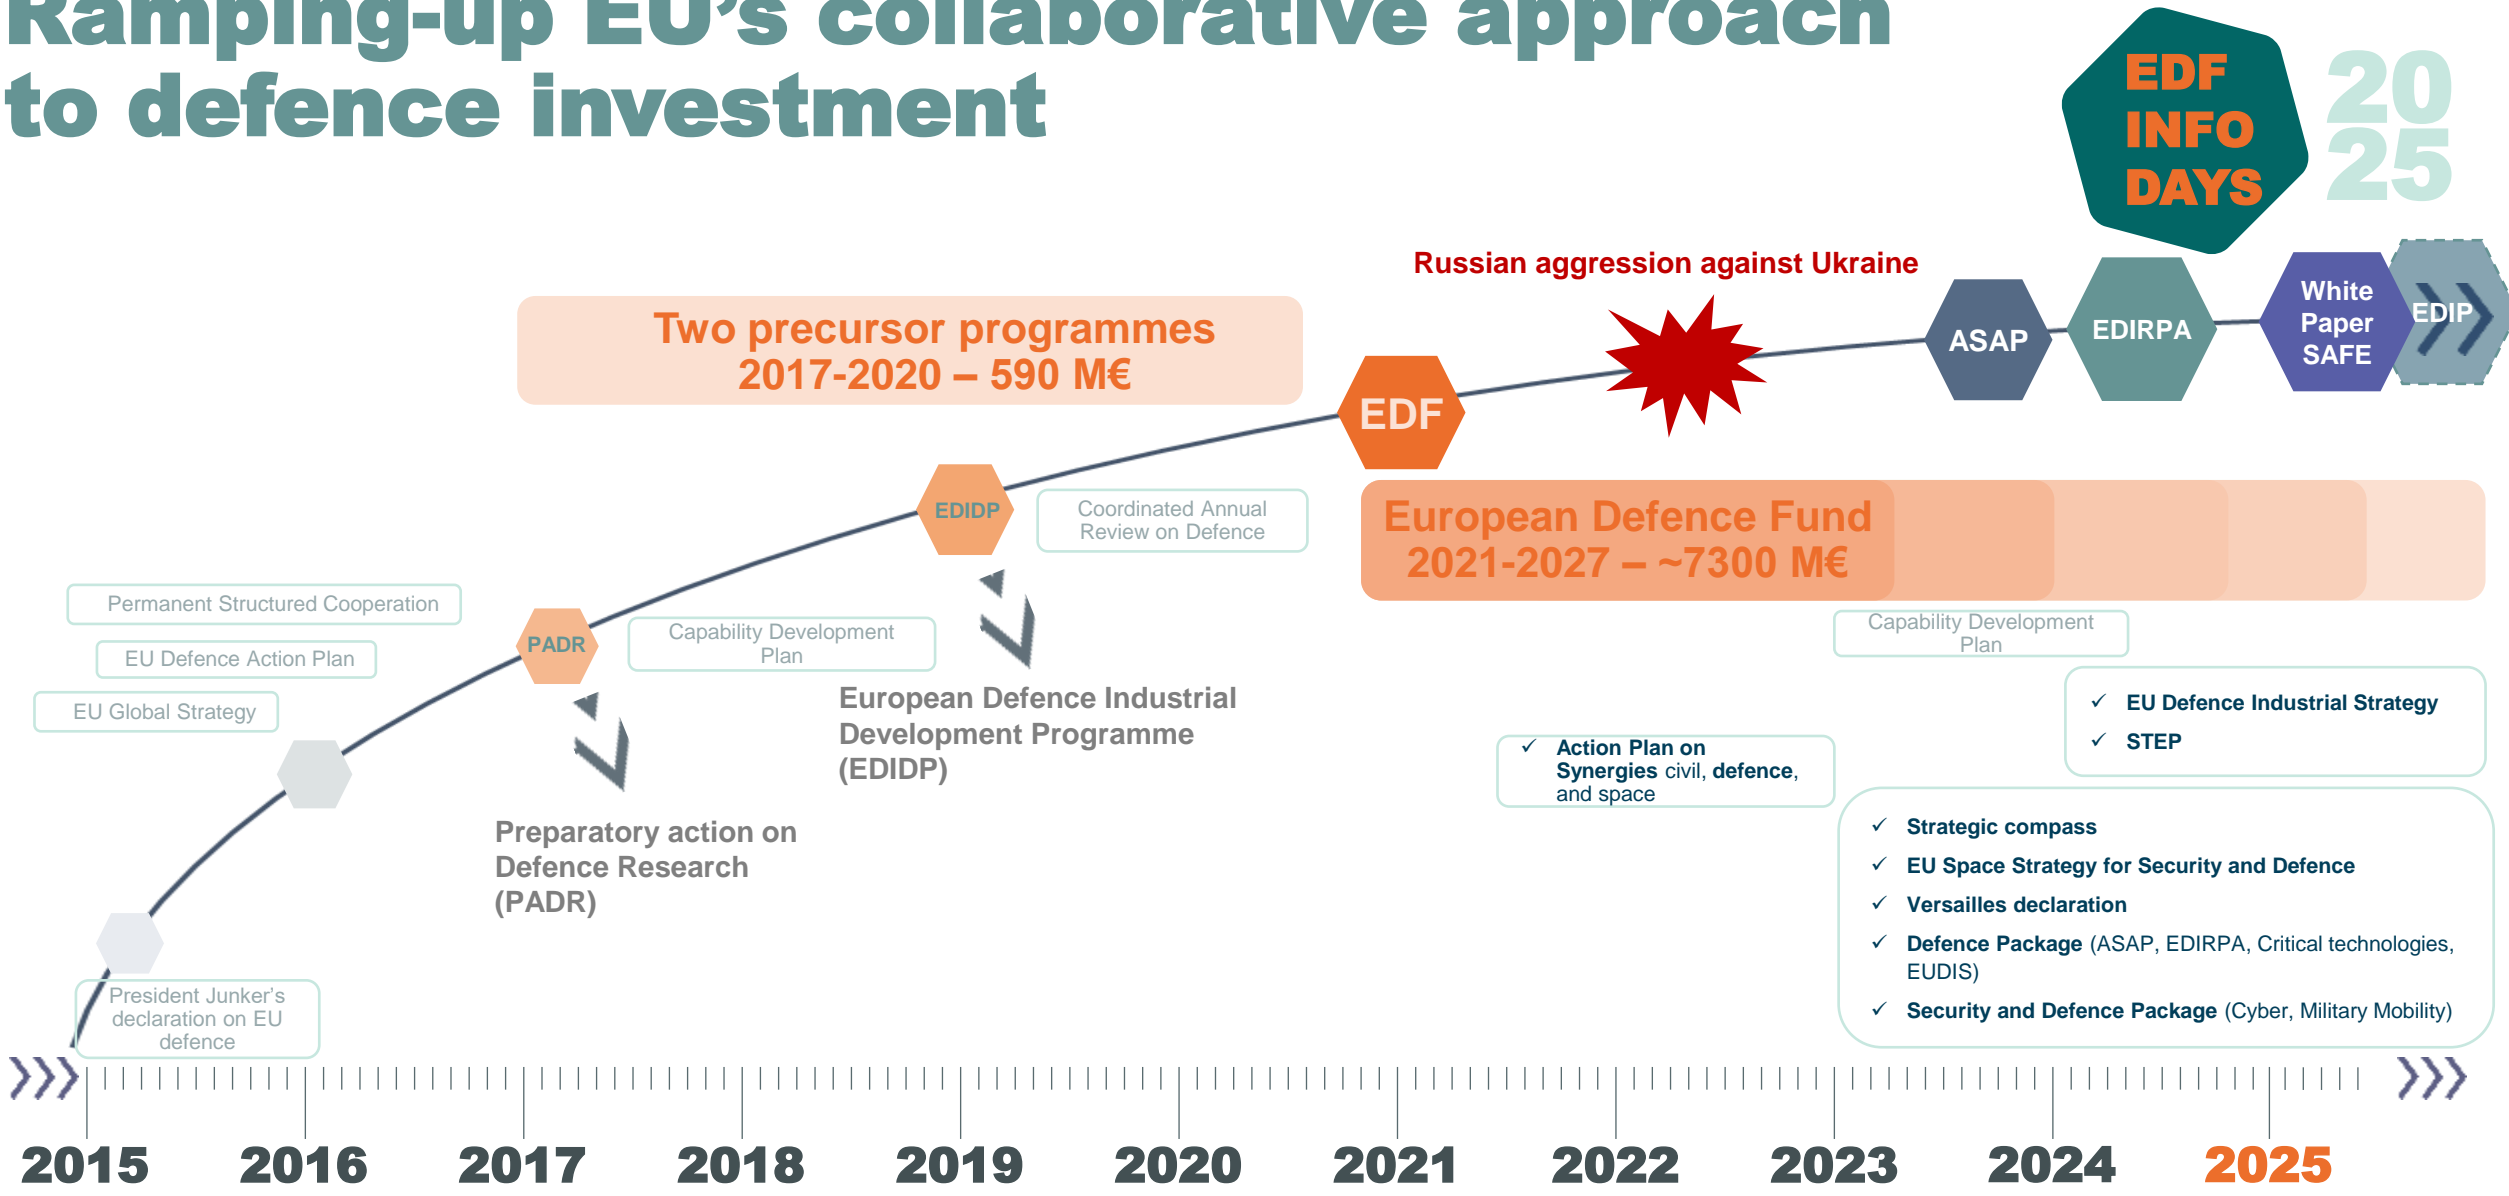 Ramping-up EU's collaborative approach
to defence investment
EDF
INFO
DAYS
20
25
Russian aggression against Ukraine
Two precursor programmes
2017-2020 – 590 M€
ASAP
EDIRPA
White
Paper
SAFE
EDIP
EDF
EDIDP
Coordinated Annual
Review on Defence
European Defence Fund
2021-2027 – ~7300 M€
Permanent Structured Cooperation
EU Defence Action Plan
EU Global Strategy
PADR
Capability Development
Plan
Capability Development
Plan
European Defence Industrial
Development Programme
(EDIDP)
✓ EU Defence Industrial Strategy
✓ STEP
✓ Action Plan on
Synergies civil, defence,
and space
Preparatory action on
Defence Research
(PADR)
✓ Strategic compass
✓ EU Space Strategy for Security and Defence
✓ Versailles declaration
✓ Defence Package (ASAP, EDIRPA, Critical technologies,
EUDIS)
✓ Security and Defence Package (Cyber, Military Mobility)
President Junker's
declaration on EU
defence
2015
2016
2017
2018
2019
2020
2021
2022
2023
2024
2025